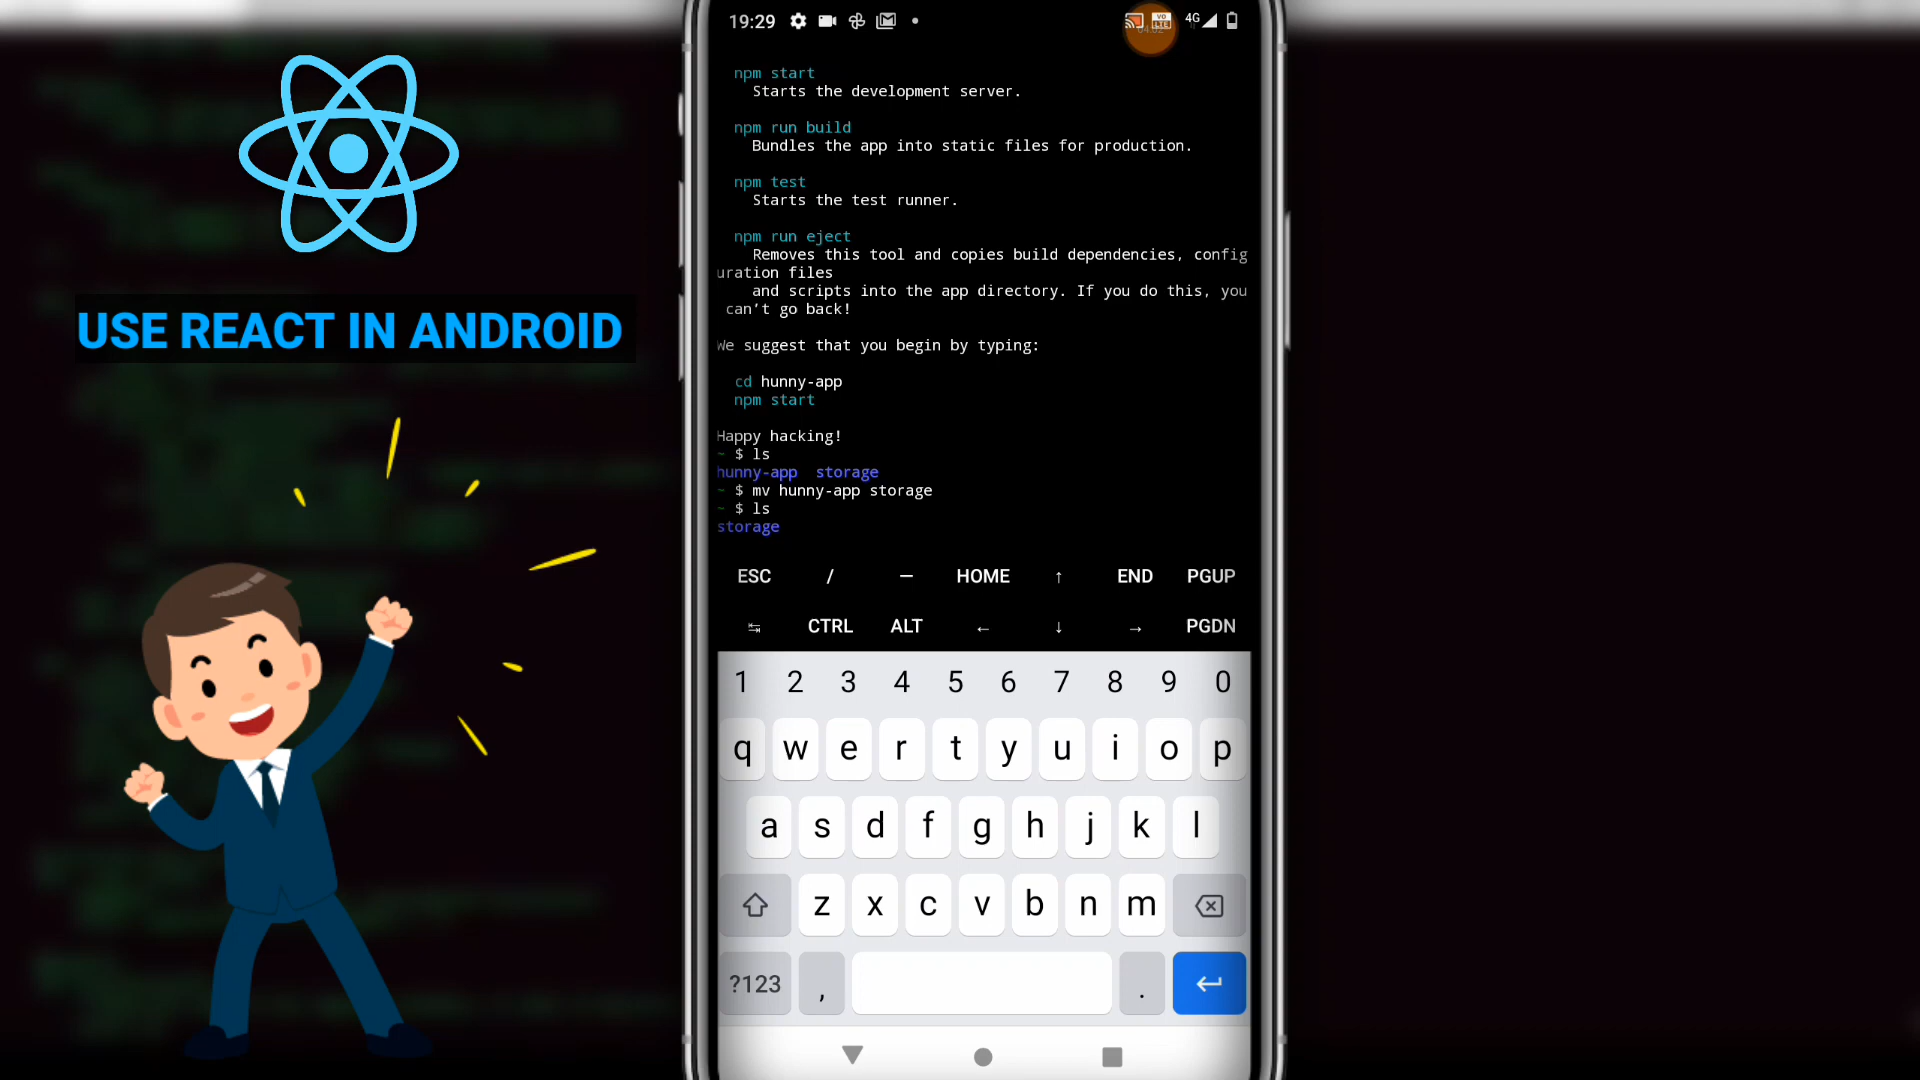 USE REACT IN ANDROID
19:29
VO
LTE
4G
04:02
npm start
Starts the development server.
npm run build
Bundles the app into static files for production.
npm test
Starts the test runner.
npm run eject
Removes this tool and copies build dependencies, config
uration files
and scripts into the app directory. If you do this, you
can’t go back!
We suggest that you begin by typing:
cd hunny-app
npm start
Happy hacking!
~ $ ls
hunny-app storage
~ $ mv hunny-app storage
~ $ ls
storage
ESC / — HOME ↑ END PGUP
↹ CTRL ALT ← ↓ → PGDN
1 2 3 4 5 6 7 8 9 0
q w e r t y u i o p
a s d f g h j k l
z x c v b n m
?123 , .